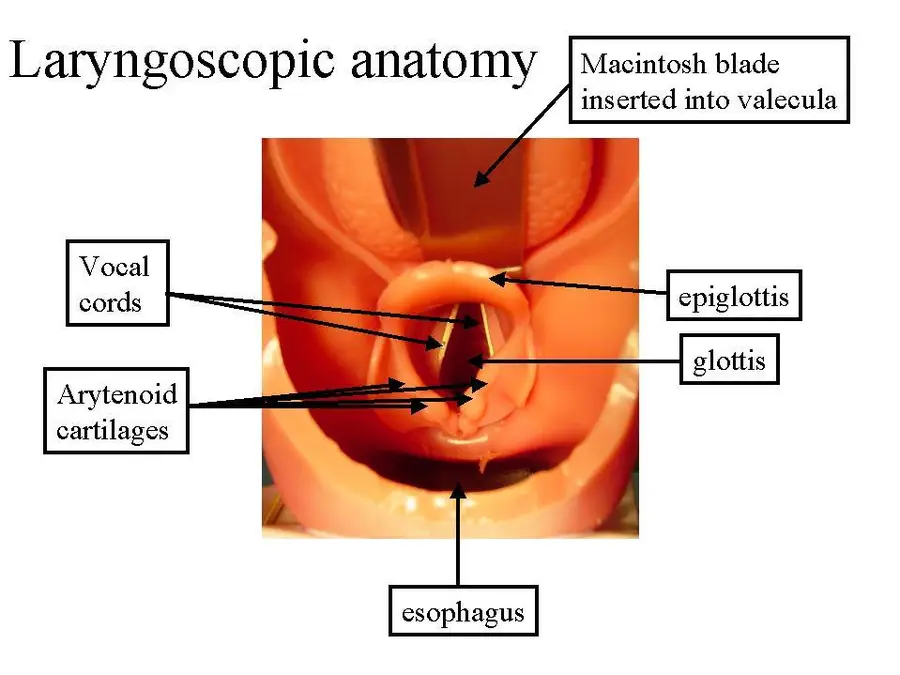 Laryngoscopic anatomy
Macintosh blade
inserted into valecula
Vocal
cords
epiglottis
glottis
Arytenoid
cartilages
esophagus